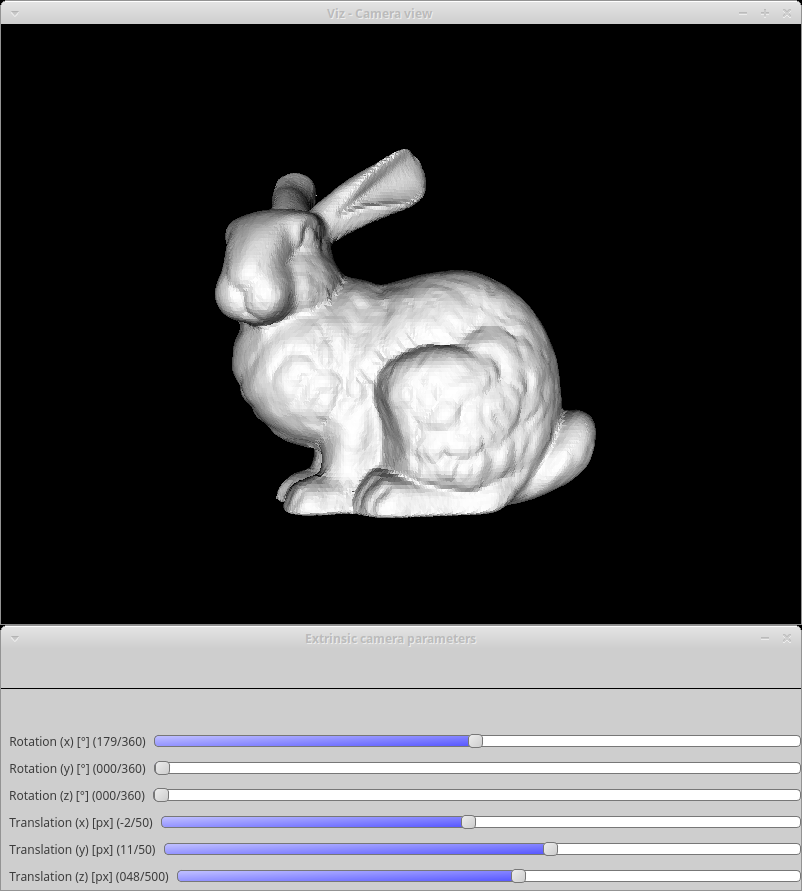 Viz - Camera view
Extrinsic camera parameters
Rotation (x) [°] (179/360)
Rotation (y) [°] (000/360)
Rotation (z) [°] (000/360)
Translation (x) [px] (-2/50)
Translation (y) [px] (11/50)
Translation (z) [px] (048/500)